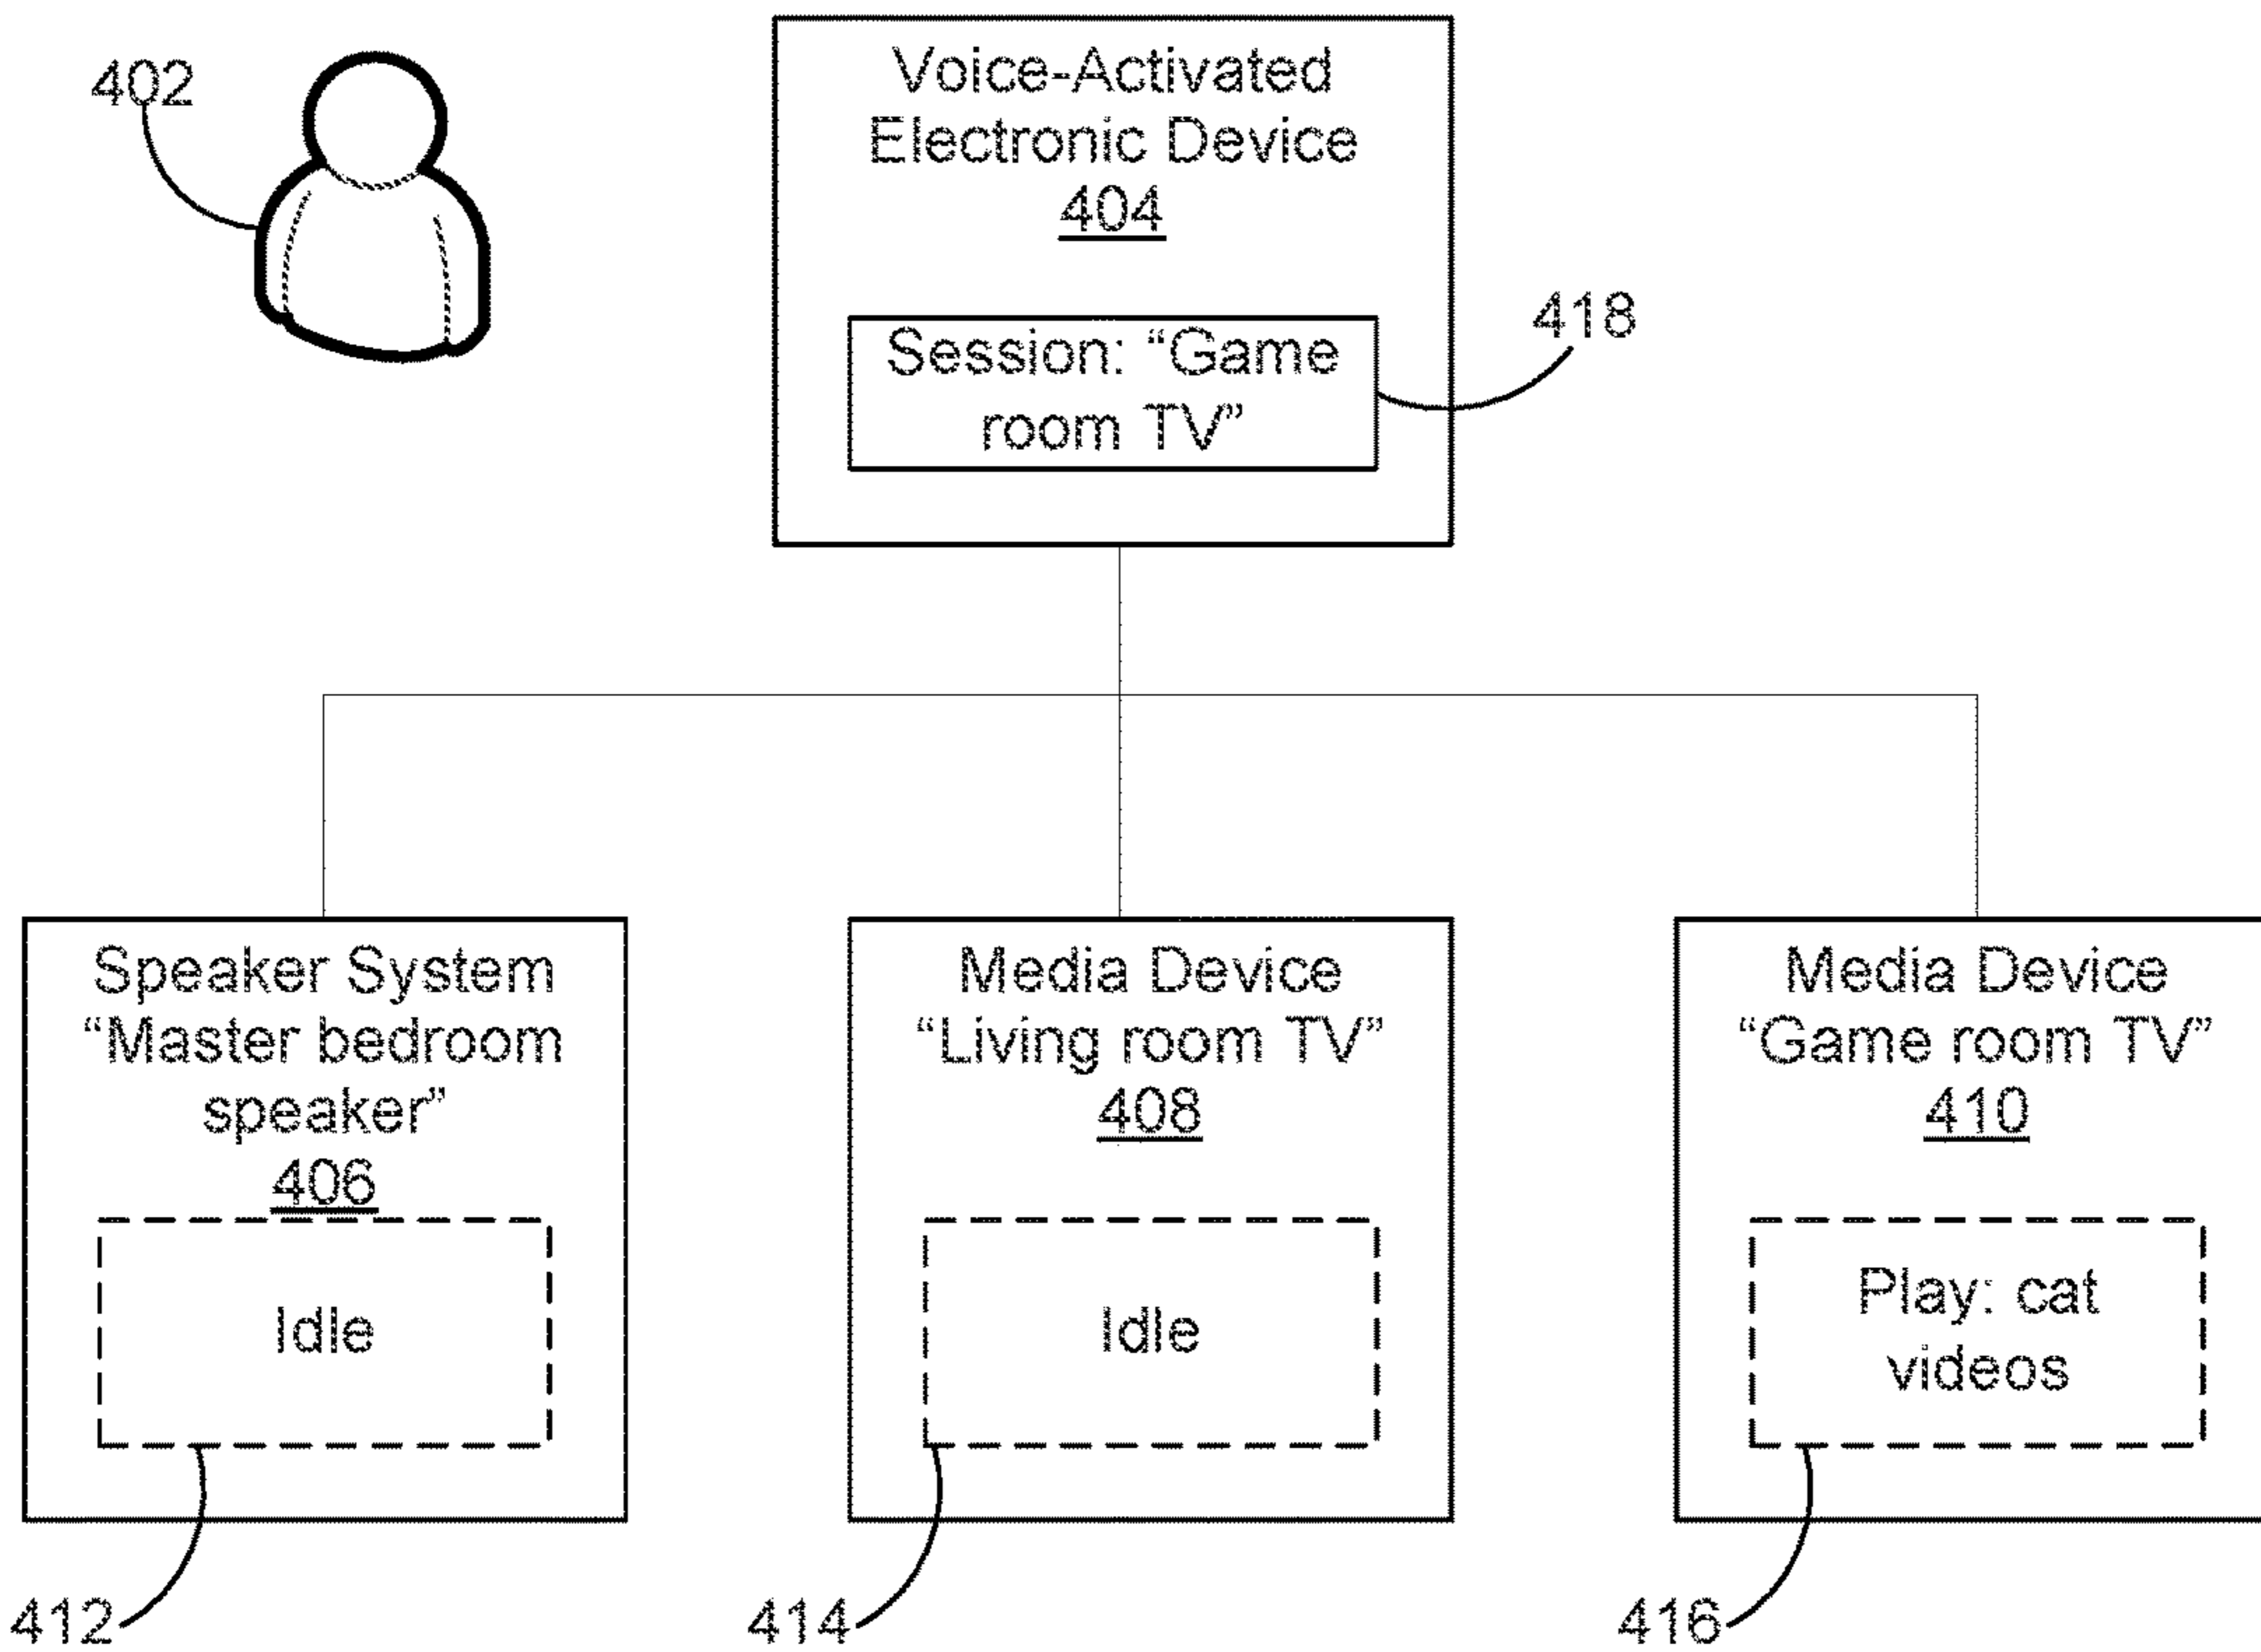 402
Voice-Activated
Electronic Device
404
Session: “Game
room TV”
418
Speaker System
“Master bedroom
speaker”
406
Idle
412
Media Device
“Living room TV”
408
Idle
414
Media Device
“Game room TV”
410
Play: cat
videos
416